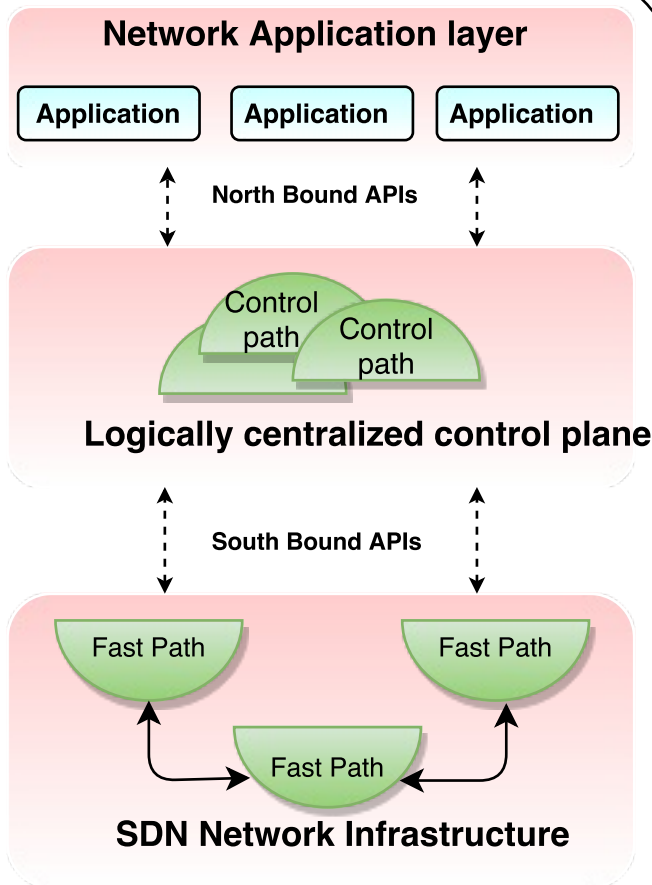 Network Application layer
Application
Application
Application
North Bound APIs
Control
path
Control
path
Logically centralized control plane
South Bound APIs
Fast Path
Fast Path
Fast Path
SDN Network Infrastructure